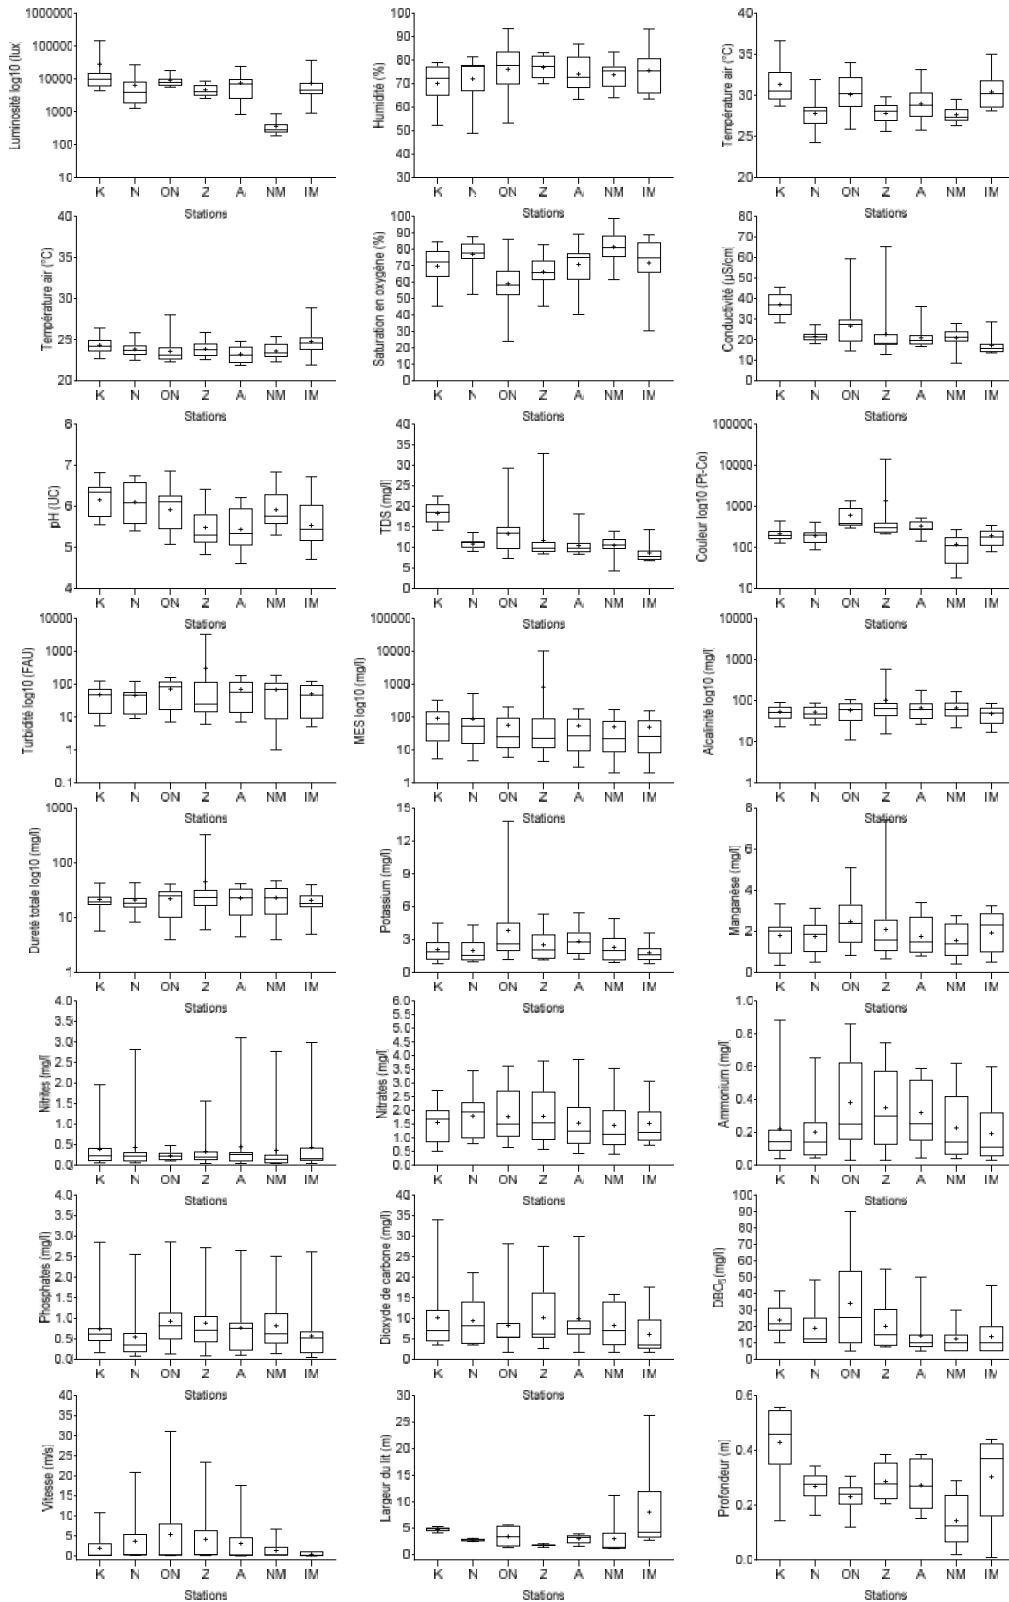 Luminosité log10 (lux)
1000000
100000
10000
1000
100
10
K N ON Z A NM IM
Stations
Humidité (%)
100
90
80
70
60
50
40
30
K N ON Z A NM IM
Stations
Température air (°C)
40
35
30
25
20
K N ON Z A NM IM
Stations
Température air (°C)
40
35
30
25
20
K N ON Z A NM IM
Stations
Saturation en oxygène (%)
100
90
80
70
60
50
40
30
20
10
0
K N ON Z A NM IM
Stations
Conductivité (µS/cm)
80
70
60
50
40
30
20
10
0
K N ON Z A NM IM
Stations
pH (UC)
8
7
6
5
4
K N ON Z A NM IM
Stations
TDS (mg/l)
40
35
30
25
20
15
10
5
0
K N ON Z A NM IM
Stations
Couleur log10 (Pt-Co)
100000
10000
1000
100
10
K N ON Z A NM IM
Stations
Turbidité log10 (FAU)
10000
1000
100
10
1
0.1
K N ON Z A NM IM
Stations
MES log10 (mg/l)
100000
10000
1000
100
10
1
K N ON Z A NM IM
Stations
Alcalinité log10 (mg/l)
10000
1000
100
10
1
K N ON Z A NM IM
Stations
Dureté totale log10 (mg/l)
1000
100
10
1
K N ON Z A NM IM
Stations
Potassium (mg/l)
15
12
9
6
3
0
K N ON Z A NM IM
Stations
Manganèse (mg/l)
8
6
4
2
0
K N ON Z A NM IM
Stations
Nitrites (mg/l)
4.0
3.5
3.0
2.5
2.0
1.5
1.0
0.5
0.0
K N ON Z A NM IM
Stations
Nitrates (mg/l)
6.0
5.5
5.0
4.5
4.0
3.5
3.0
2.5
2.0
1.5
1.0
0.5
0.0
K N ON Z A NM IM
Stations
Ammonium (mg/l)
1.0
0.8
0.6
0.4
0.2
0.0
K N ON Z A NM IM
Stations
Phosphates (mg/l)
4.0
3.5
3.0
2.5
2.0
1.5
1.0
0.5
0.0
K N ON Z A NM IM
Stations
Dioxyde de carbone (mg/l)
40
35
30
25
20
15
10
5
0
K N ON Z A NM IM
Stations
DBO₅ (mg/l)
100
90
80
70
60
50
40
30
20
10
0
K N ON Z A NM IM
Stations
Vitesse (m/s)
40
35
30
25
20
15
10
5
0
K N ON Z A NM IM
Stations
Largeur du lit (m)
30
25
20
15
10
5
0
K N ON Z A NM IM
Stations
Profondeur (m)
0.6
0.4
0.2
0.0
K N ON Z A NM IM
Stations